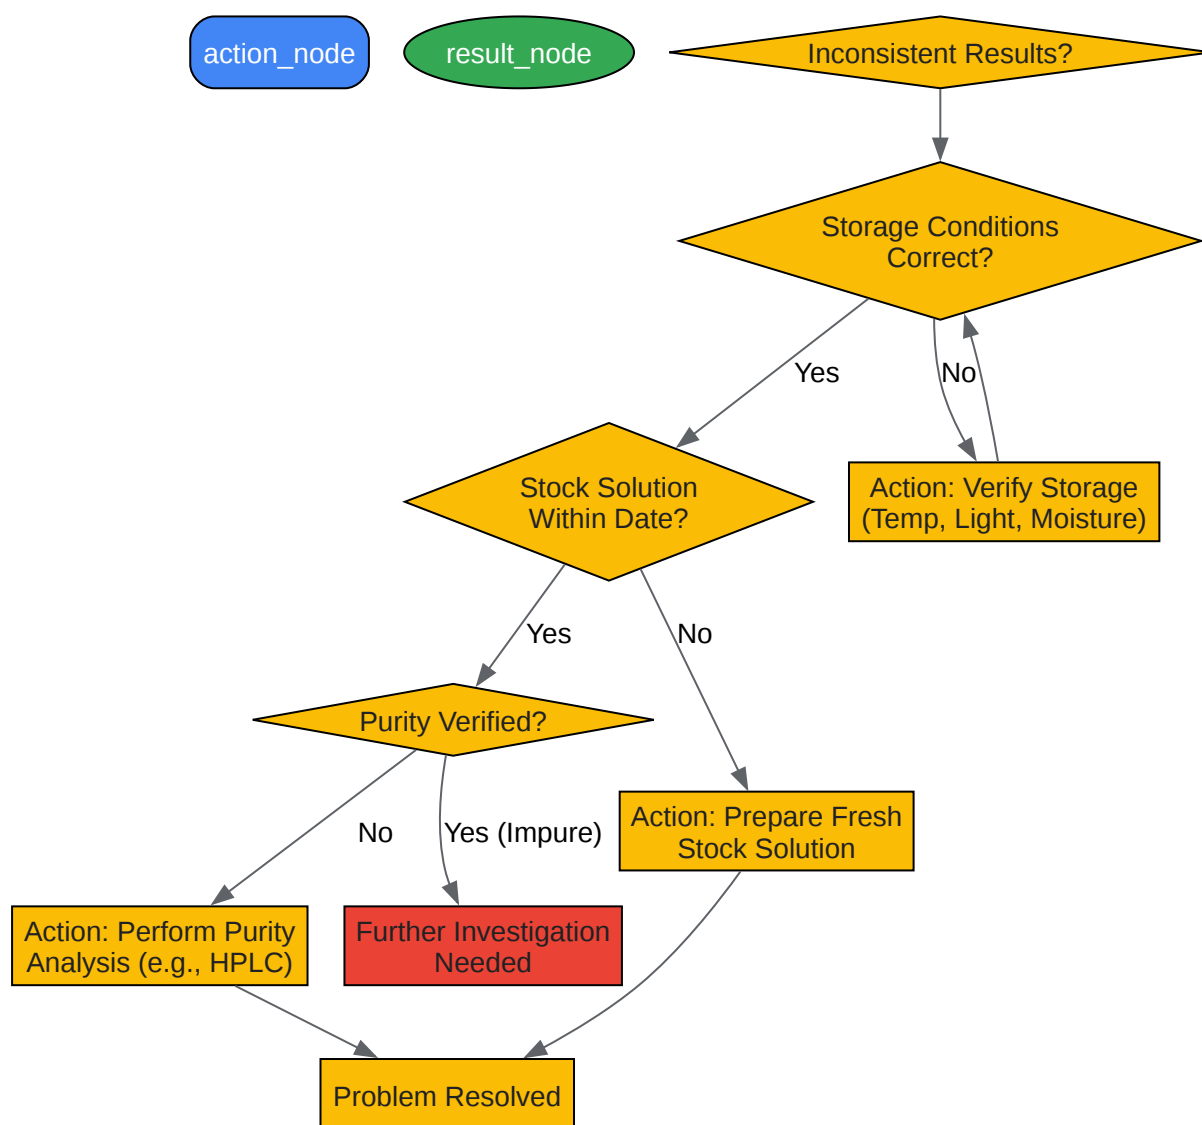 action_node
result_node
Inconsistent Results?
Storage Conditions
Correct?
Yes
No
Stock Solution
Within Date?
Action: Verify Storage
(Temp, Light, Moisture)
Yes
No
Purity Verified?
No
Yes (Impure)
Action: Prepare Fresh
Stock Solution
Action: Perform Purity
Analysis (e.g., HPLC)
Further Investigation
Needed
Problem Resolved